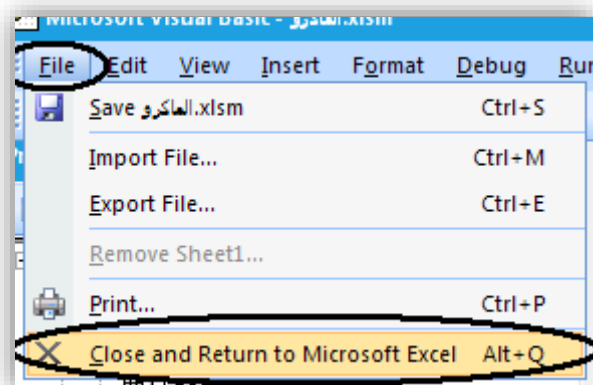 Microsoft Visual Basic - الماكرو.xlsm
File Edit View Insert Format Debug Run
Save الماكرو.xlsm Ctrl+S
Import File... Ctrl+M
Export File... Ctrl+E
Remove Sheet1...
Print... Ctrl+P
Close and Return to Microsoft Excel Alt+Q